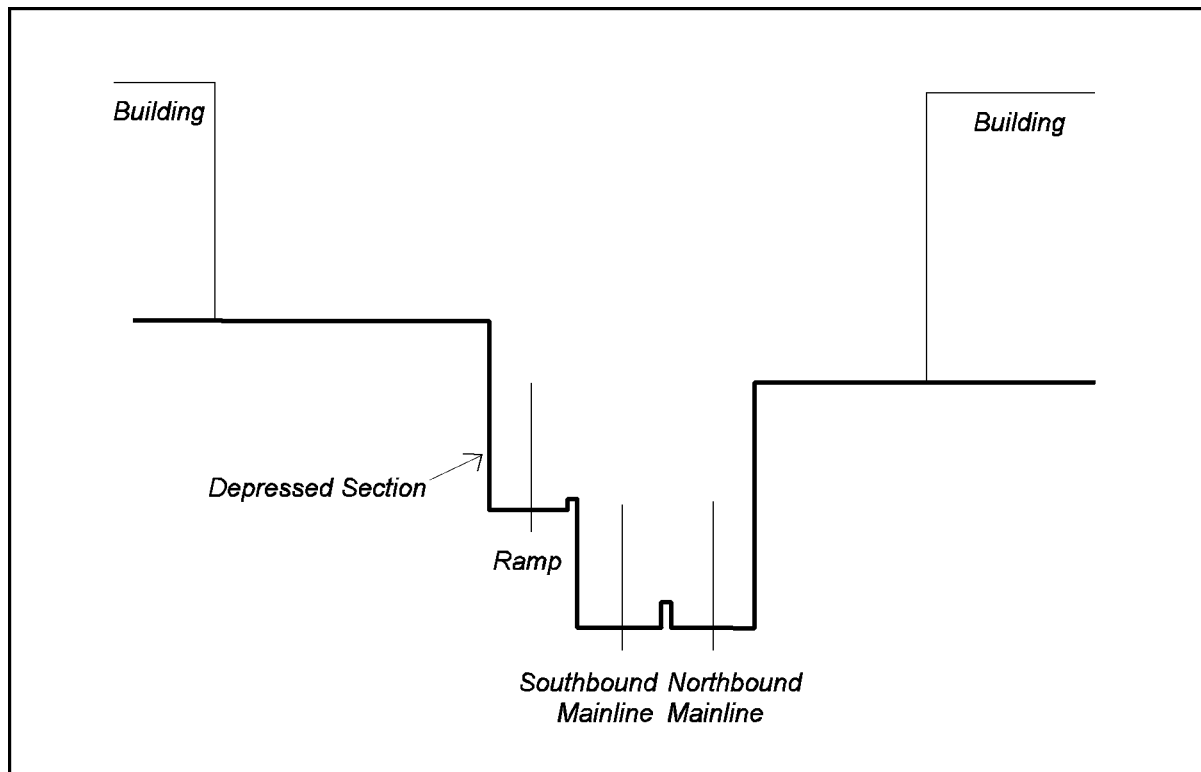 Building
Building
Depressed Section
Ramp
Southbound
Mainline
Northbound
Mainline